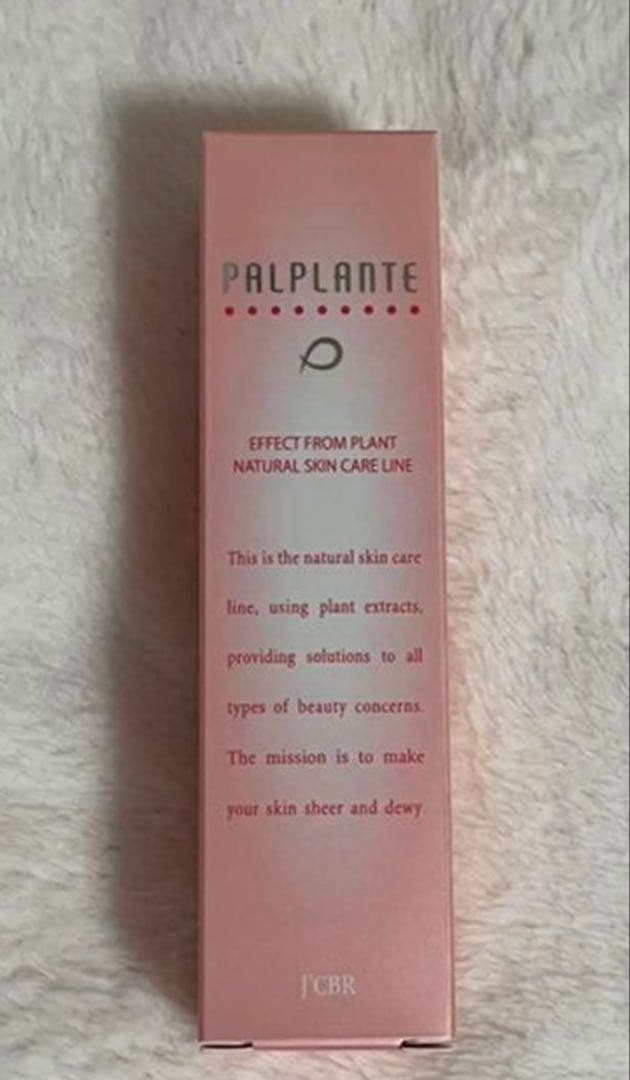 PALPLANTE
EFFECT FROM PLANT
NATURAL SKIN CARE LINE
This is the natural skin care
line, using plant extracts,
providing solutions to all
types of beauty concerns.
The mission is to make
your skin sheer and dewy
J'CBR